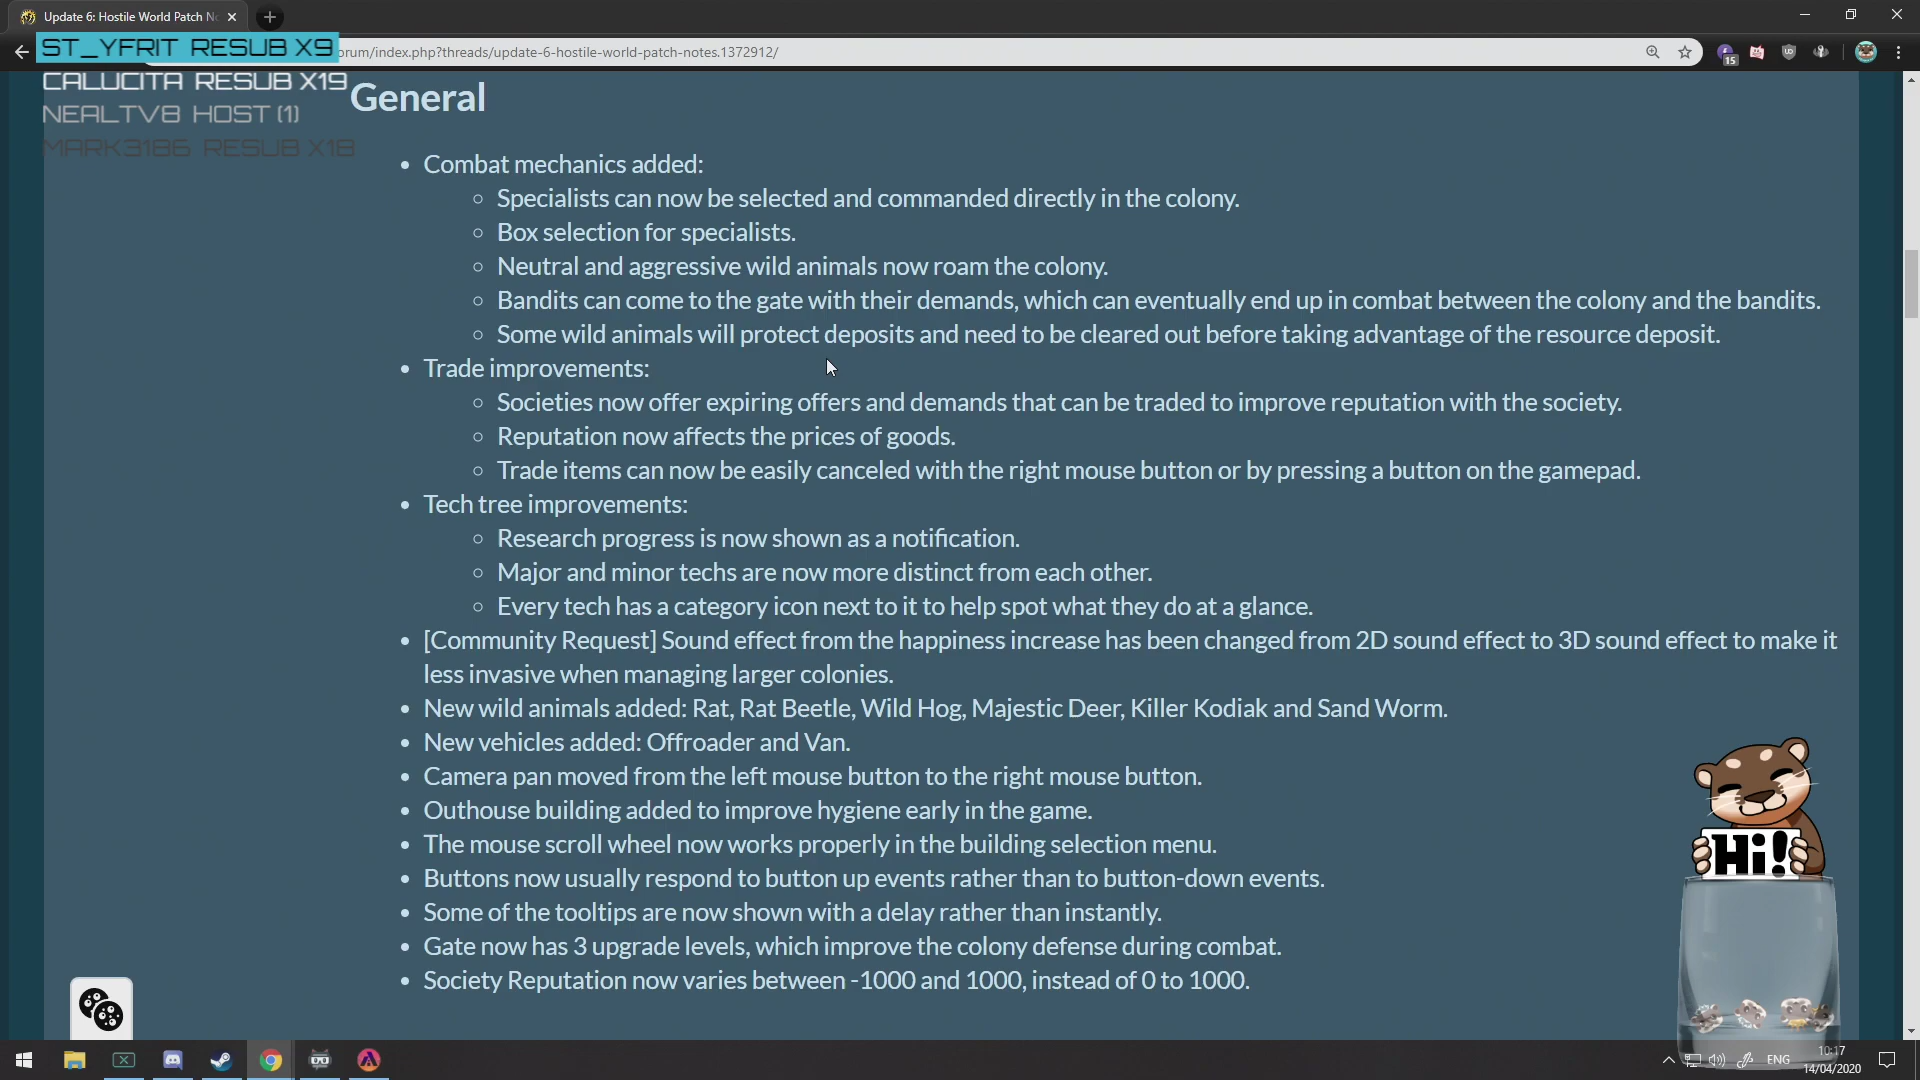 Update 6: Hostile World Patch No
ST_YFRIT RESUB X9
orum/index.php?threads/update-6-hostile-world-patch-notes.1372912/
15
CALUCITA RESUB X19
NEALTV8 HOST (1)
MARK3186 RESUB X18
General
Combat mechanics added:
Specialists can now be selected and commanded directly in the colony.
Box selection for specialists.
Neutral and aggressive wild animals now roam the colony.
Bandits can come to the gate with their demands, which can eventually end up in combat between the colony and the bandits.
Some wild animals will protect deposits and need to be cleared out before taking advantage of the resource deposit.
Trade improvements:
Societies now offer expiring offers and demands that can be traded to improve reputation with the society.
Reputation now affects the prices of goods.
Trade items can now be easily canceled with the right mouse button or by pressing a button on the gamepad.
Tech tree improvements:
Research progress is now shown as a notification.
Major and minor techs are now more distinct from each other.
Every tech has a category icon next to it to help spot what they do at a glance.
[Community Request] Sound effect from the happiness increase has been changed from 2D sound effect to 3D sound effect to make it
less invasive when managing larger colonies.
New wild animals added: Rat, Rat Beetle, Wild Hog, Majestic Deer, Killer Kodiak and Sand Worm.
New vehicles added: Offroader and Van.
Camera pan moved from the left mouse button to the right mouse button.
Outhouse building added to improve hygiene early in the game.
The mouse scroll wheel now works properly in the building selection menu.
Buttons now usually respond to button up events rather than to button-down events.
Some of the tooltips are now shown with a delay rather than instantly.
Gate now has 3 upgrade levels, which improve the colony defense during combat.
Society Reputation now varies between -1000 and 1000, instead of 0 to 1000.
Hi!
ENG
10:17
14/04/2020